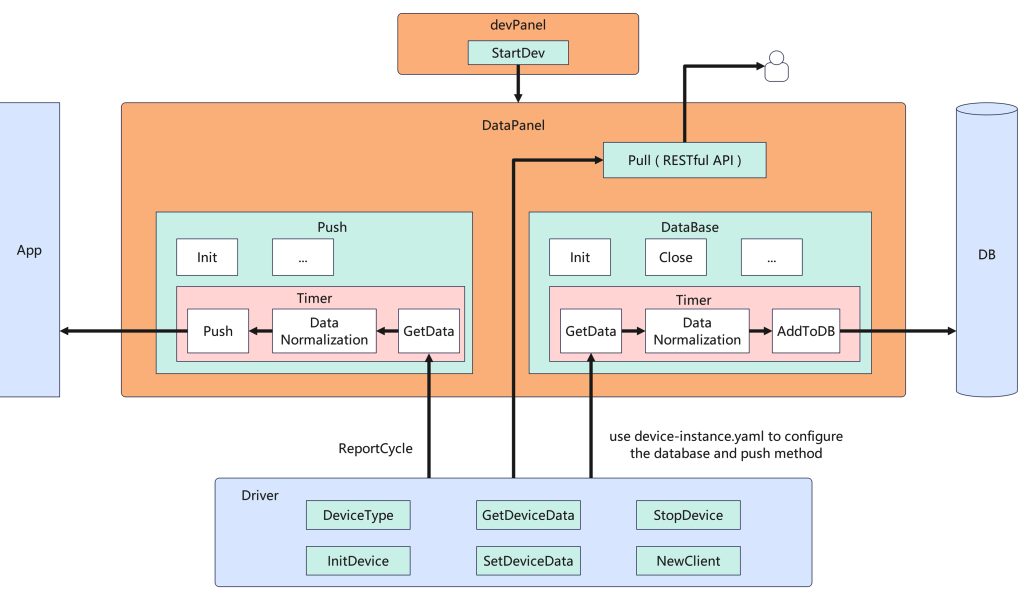 devPanel
StartDev
DataPanel
Pull ( RESTful API )
App
Push
Init
...
Timer
Push
Data
Normalization
GetData
DataBase
Init
Close
...
Timer
GetData
Data
Normalization
AddToDB
DB
ReportCycle
use device-instance.yaml to configure
the database and push method
Driver
DeviceType
GetDeviceData
StopDevice
InitDevice
SetDeviceData
NewClient